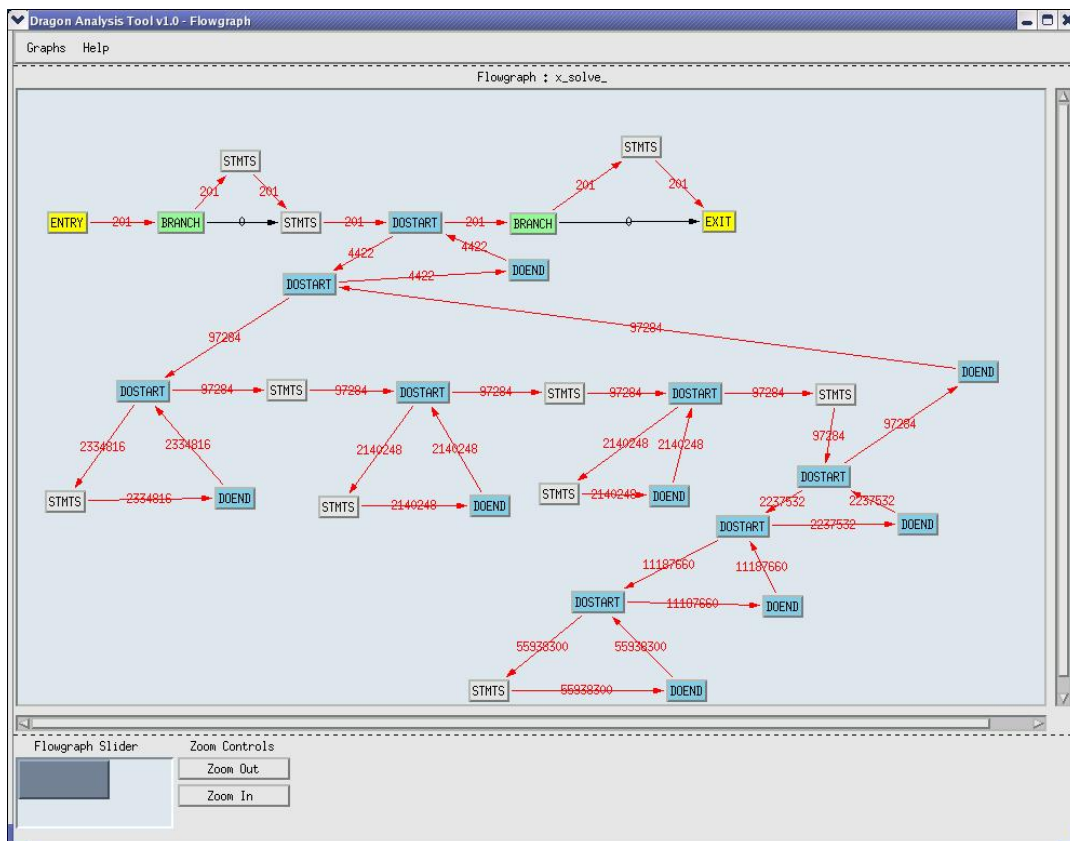 Dragon Analysis Tool v1.0 - Flowgraph
Graphs Help
Flowgraph : x_solve_
STMTS
STMTS
201 201
201 201
ENTRY 201 BRANCH 0 STMTS 201 DOSTART 201 BRANCH 0 EXIT
4422 4422
DOEND
4422
DOSTART
97284
97284
DOEND
DOSTART 97284 STMTS 97284 DOSTART 97284 STMTS 97284 DOSTART 97284 STMTS
97284 97284
2334816 2334816 2140248 2140248 2140248 2140248
DOSTART
STMTS 2334816 DOEND STMTS 2140248 DOEND STMTS 2140248 DOEND
2237532 2237532
DOSTART 2237532 DOEND
11187660 11187660
DOSTART 11187660 DOEND
55938300 55938300
STMTS 55938300 DOEND
Flowgraph Slider Zoom Controls
Zoom Out
Zoom In